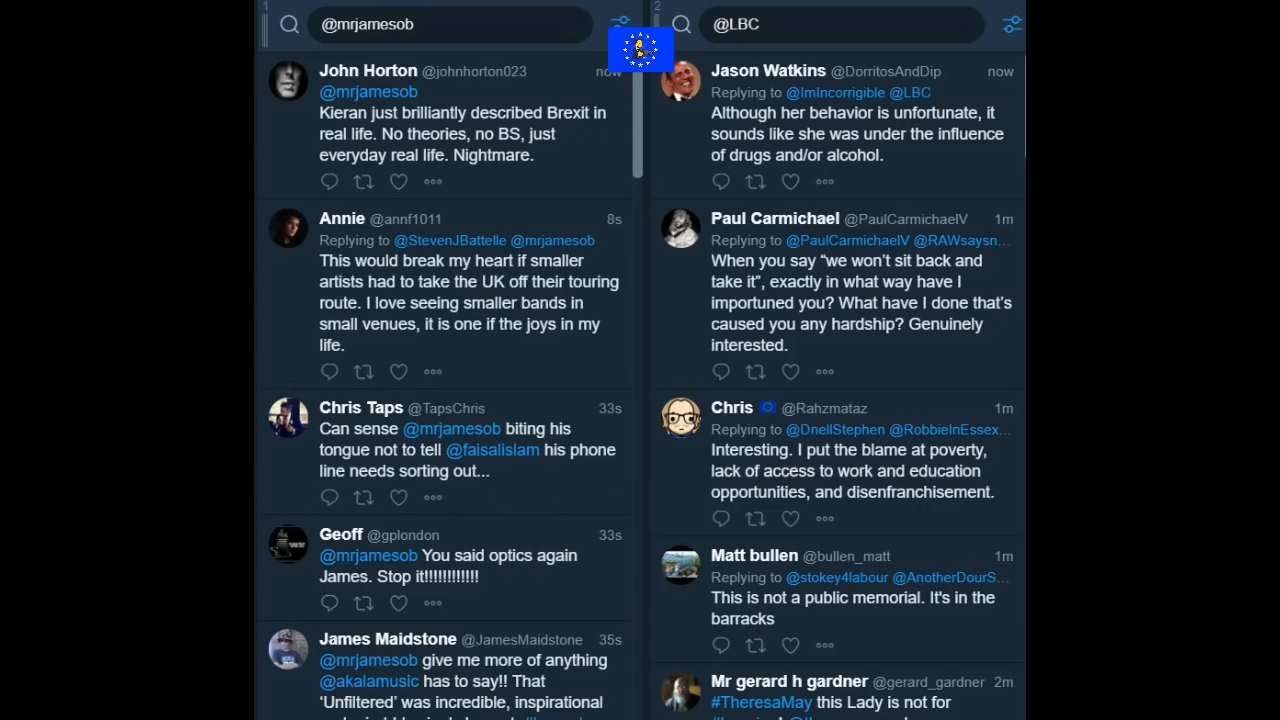 1
@mrjamesob
John Horton @johnhorton023 now
@mrjamesob
Kieran just brilliantly described Brexit in
real life. No theories, no BS, just
everyday real life. Nightmare.
Annie @annf1011 8s
Replying to @StevenJBattelle @mrjamesob
This would break my heart if smaller
artists had to take the UK off their touring
route. I love seeing smaller bands in
small venues, it is one if the joys in my
life.
Chris Taps @TapsChris 33s
Can sense @mrjamesob biting his
tongue not to tell @faisalislam his phone
line needs sorting out...
Geoff @gplondon 33s
@mrjamesob You said optics again
James. Stop it!!!!!!!!!!!!
James Maidstone @JamesMaidstone 35s
@mrjamesob give me more of anything
@akalamusic has to say!! That
'Unfiltered' was incredible, inspirational
2
@LBC
Jason Watkins @DorritosAndDip now
Replying to @ImIncorrigible @LBC
Although her behavior is unfortunate, it
sounds like she was under the influence
of drugs and/or alcohol.
Paul Carmichael @PaulCarmichaelV 1m
Replying to @PaulCarmichaelV @RAWsaysn...
When you say “we won’t sit back and
take it”, exactly in what way have I
importuned you? What have I done that’s
caused you any hardship? Genuinely
interested.
Chris @Rahzmataz 1m
Replying to @DnellStephen @RobbieInEssex...
Interesting. I put the blame at poverty,
lack of access to work and education
opportunities, and disenfranchisement.
Matt bullen @bullen_matt 1m
Replying to @stokey4labour @AnotherDourS...
This is not a public memorial. It's in the
barracks
Mr gerard h gardner @gerard_gardner 2m
#TheresaMay this Lady is not for